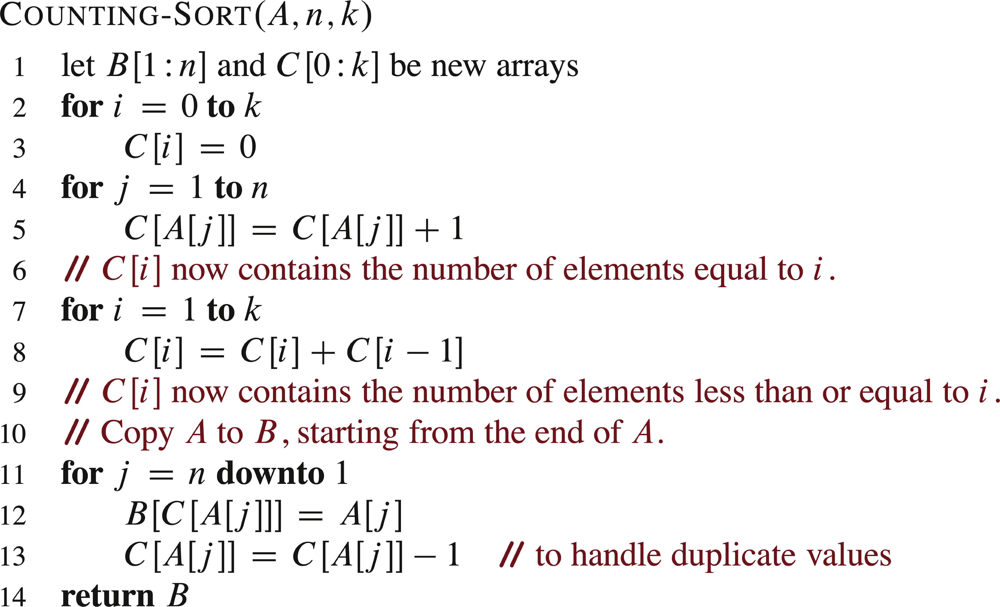 COUNTING-SORT(A, n, k)
1 let B[1 : n] and C[0 : k] be new arrays
2 for i = 0 to k
3 C[i] = 0
4 for j = 1 to n
5 C[A[j]] = C[A[j]] + 1
6 // C[i] now contains the number of elements equal to i.
7 for i = 1 to k
8 C[i] = C[i] + C[i − 1]
9 // C[i] now contains the number of elements less than or equal to i.
10 // Copy A to B, starting from the end of A.
11 for j = n downto 1
12 B[C[A[j]]] = A[j]
13 C[A[j]] = C[A[j]] − 1 // to handle duplicate values
14 return B